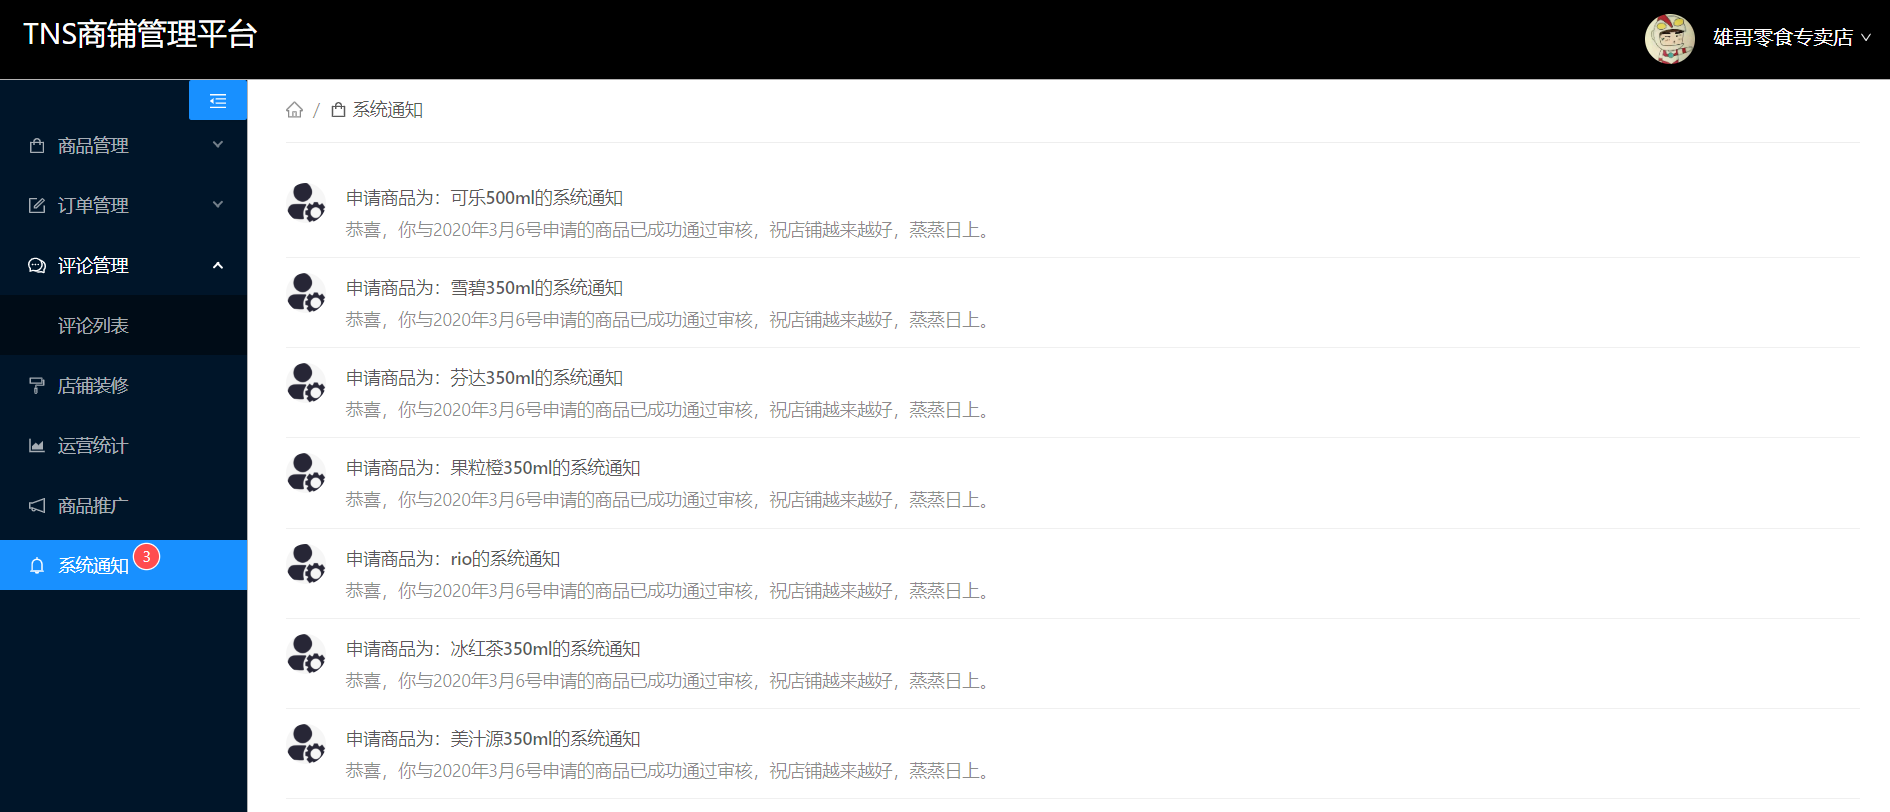 TNS商铺管理平台
雄哥零食专卖店
商品管理
订单管理
评论管理
评论列表
店铺装修
运营统计
商品推广
系统通知 3
/ 系统通知
申请商品为：可乐500ml的系统通知
恭喜，你与2020年3月6号申请的商品已成功通过审核，祝店铺越来越好，蒸蒸日上。
申请商品为：雪碧350ml的系统通知
恭喜，你与2020年3月6号申请的商品已成功通过审核，祝店铺越来越好，蒸蒸日上。
申请商品为：芬达350ml的系统通知
恭喜，你与2020年3月6号申请的商品已成功通过审核，祝店铺越来越好，蒸蒸日上。
申请商品为：果粒橙350ml的系统通知
恭喜，你与2020年3月6号申请的商品已成功通过审核，祝店铺越来越好，蒸蒸日上。
申请商品为：rio的系统通知
恭喜，你与2020年3月6号申请的商品已成功通过审核，祝店铺越来越好，蒸蒸日上。
申请商品为：冰红茶350ml的系统通知
恭喜，你与2020年3月6号申请的商品已成功通过审核，祝店铺越来越好，蒸蒸日上。
申请商品为：美汁源350ml的系统通知
恭喜，你与2020年3月6号申请的商品已成功通过审核，祝店铺越来越好，蒸蒸日上。